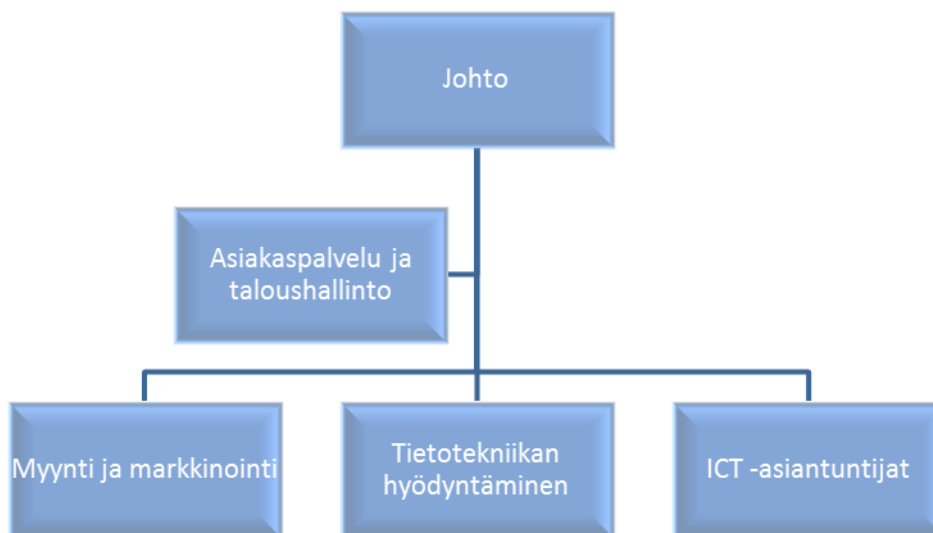 Johto
Asiakaspalvelu ja
taloushallinto
Myynti ja markkinointi
Tietotekniikan
hyödyntäminen
ICT -asiantuntijat